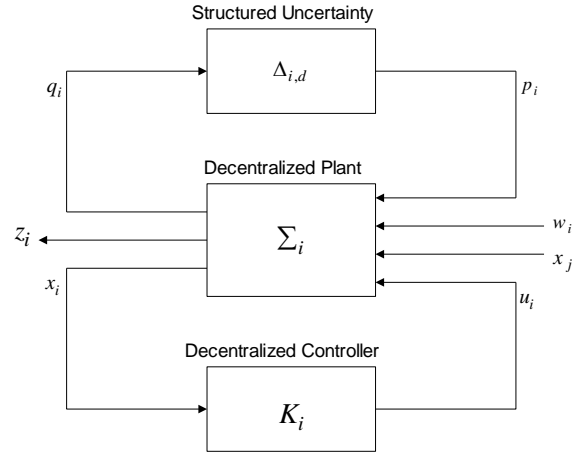 Structured Uncertainty
Δ_{i,d}
q_i
p_i
Decentralized Plant
Σ_i
w_i
z_i
x_j
x_i
u_i
Decentralized Controller
K_i